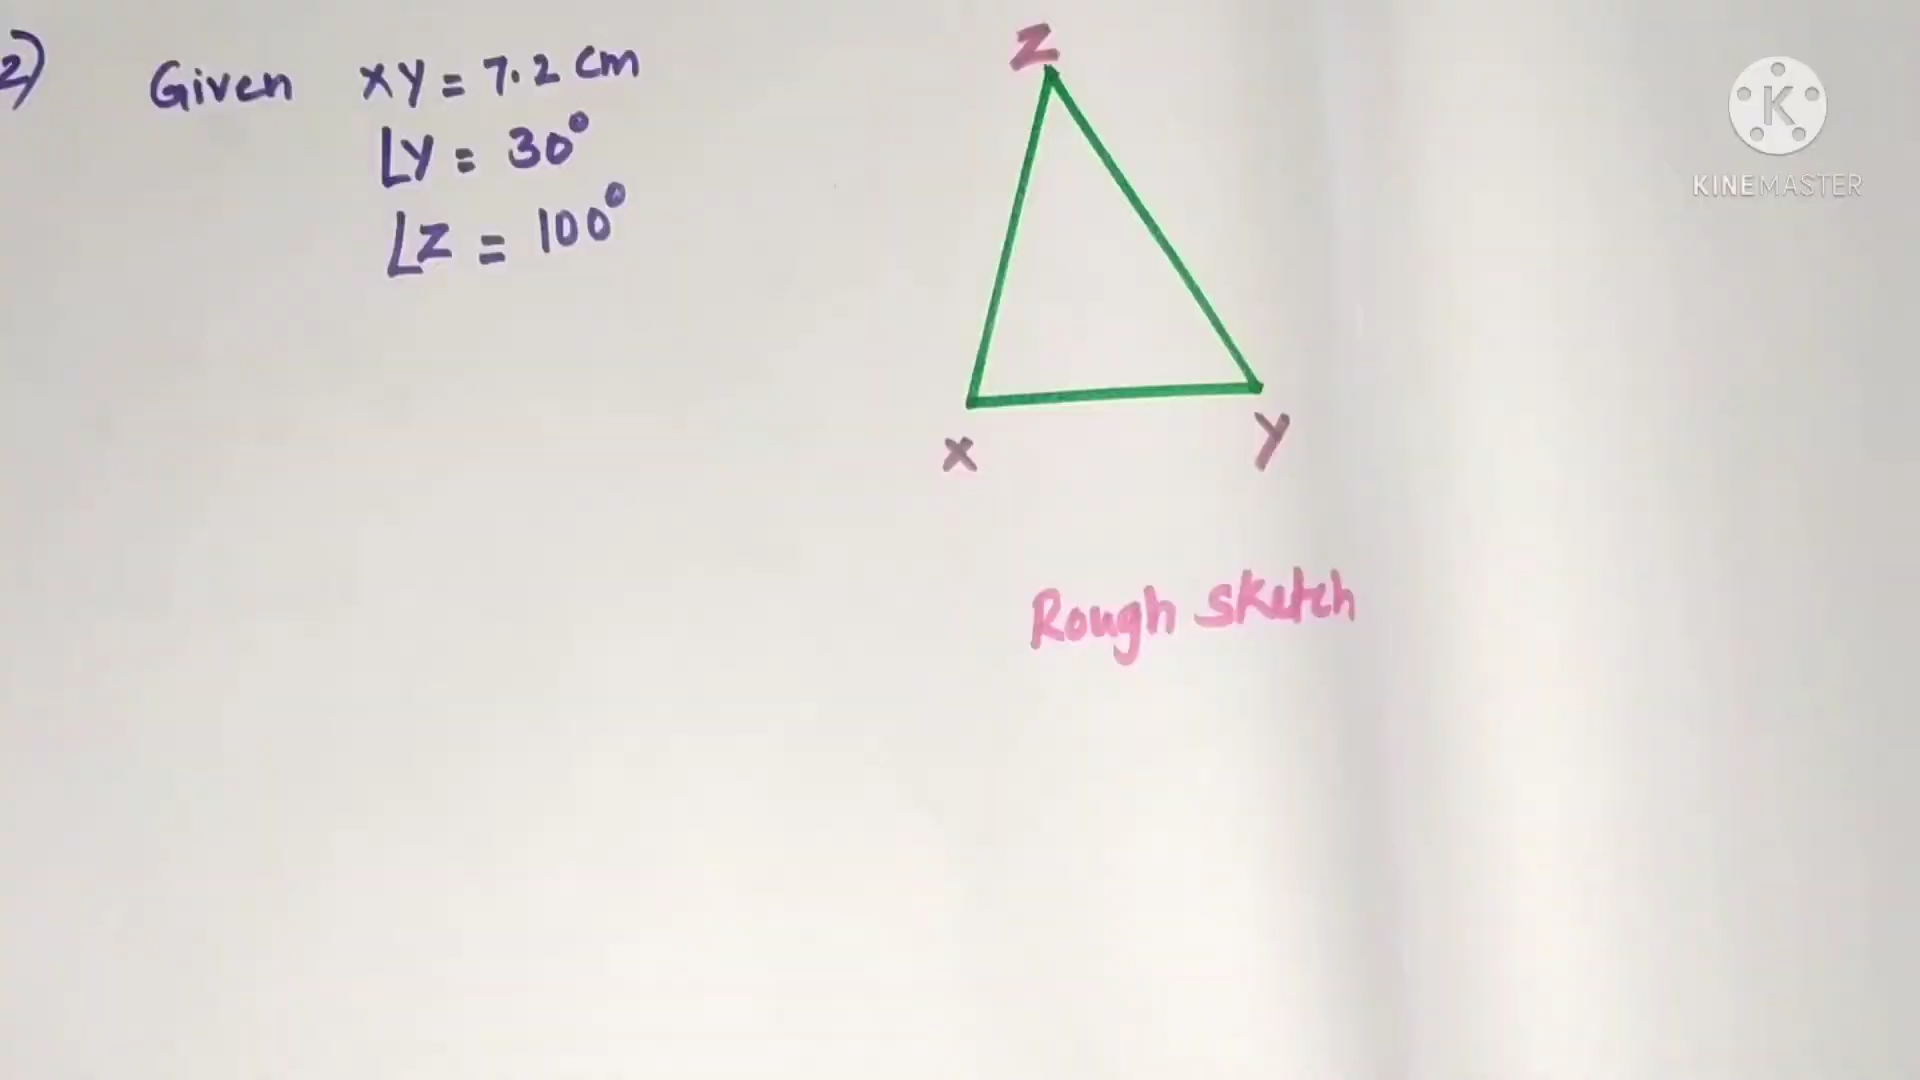 2) Given XY = 7.2 cm
∠Y = 30°
∠Z = 100°
Z
X
Y
Rough Sketch
K
KINEMASTER